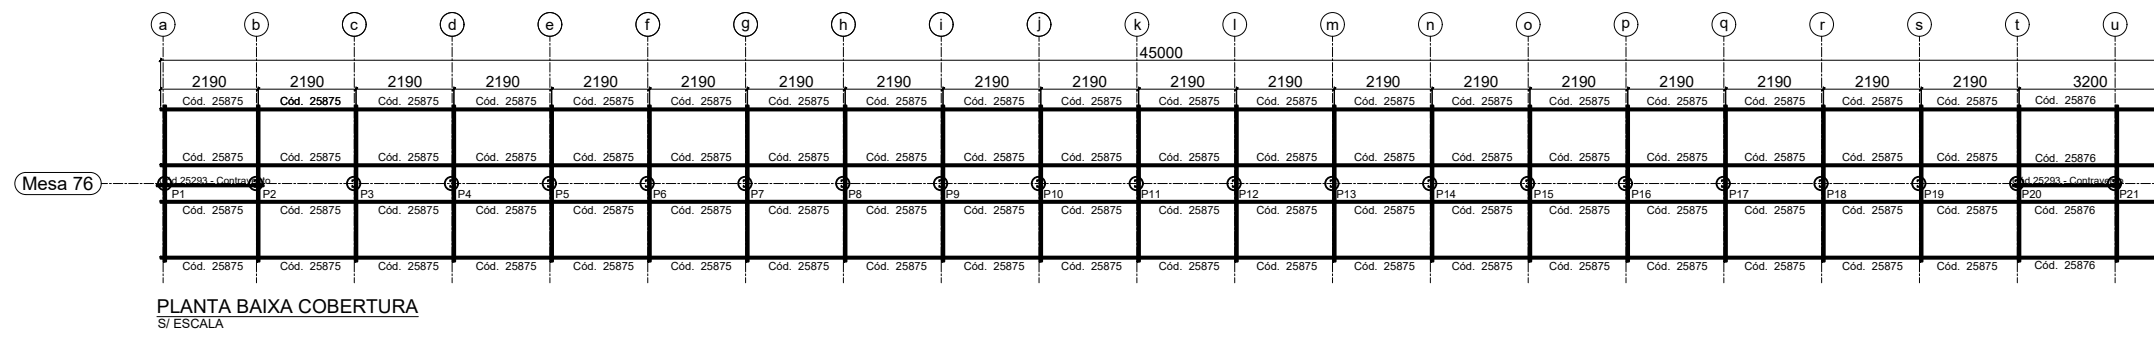 a b c d e f g h i j k l m n o p q r s t u
45000
2190 2190 2190 2190 2190 2190 2190 2190 2190 2190 2190 2190 2190 2190 2190 2190 2190 2190 2190 3200
Cód. 25875 Cód. 25875 Cód. 25875 Cód. 25875 Cód. 25875 Cód. 25875 Cód. 25875 Cód. 25875 Cód. 25875 Cód. 25875 Cód. 25875 Cód. 25875 Cód. 25875 Cód. 25875 Cód. 25875 Cód. 25875 Cód. 25875 Cód. 25875 Cód. 25875 Cód. 25876
Cód. 25875 Cód. 25875 Cód. 25875 Cód. 25875 Cód. 25875 Cód. 25875 Cód. 25875 Cód. 25875 Cód. 25875 Cód. 25875 Cód. 25875 Cód. 25875 Cód. 25875 Cód. 25875 Cód. 25875 Cód. 25875 Cód. 25875 Cód. 25875 Cód. 25875 Cód. 25876
Mesa 76 25293 - Contravento 25293 - Contravento
P1 P2 P3 P4 P5 P6 P7 P8 P9 P10 P11 P12 P13 P14 P15 P16 P17 P18 P19 P20 P21
Cód. 25875 Cód. 25875 Cód. 25875 Cód. 25875 Cód. 25875 Cód. 25875 Cód. 25875 Cód. 25875 Cód. 25875 Cód. 25875 Cód. 25875 Cód. 25875 Cód. 25875 Cód. 25875 Cód. 25875 Cód. 25875 Cód. 25875 Cód. 25875 Cód. 25875 Cód. 25876
Cód. 25875 Cód. 25875 Cód. 25875 Cód. 25875 Cód. 25875 Cód. 25875 Cód. 25875 Cód. 25875 Cód. 25875 Cód. 25875 Cód. 25875 Cód. 25875 Cód. 25875 Cód. 25875 Cód. 25875 Cód. 25875 Cód. 25875 Cód. 25875 Cód. 25875 Cód. 25876
PLANTA BAIXA COBERTURA
S/ ESCALA